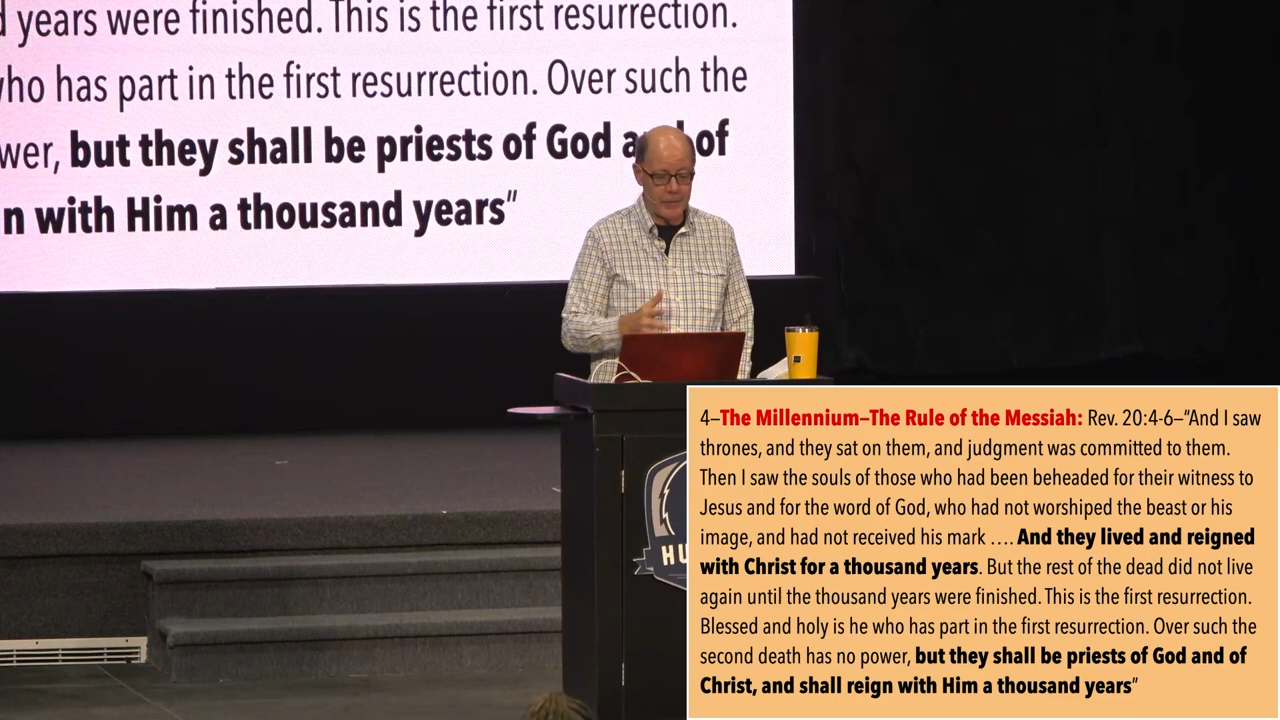 d years were finished. This is the first resurrection.
who has part in the first resurrection. Over such the
wer, but they shall be priests of God and of
n with Him a thousand years”
HU
4–The Millennium–The Rule of the Messiah: Rev. 20:4-6–“And I saw
thrones, and they sat on them, and judgment was committed to them.
Then I saw the souls of those who had been beheaded for their witness to
Jesus and for the word of God, who had not worshiped the beast or his
image, and had not received his mark …. And they lived and reigned
with Christ for a thousand years. But the rest of the dead did not live
again until the thousand years were finished. This is the first resurrection.
Blessed and holy is he who has part in the first resurrection. Over such the
second death has no power, but they shall be priests of God and of
Christ, and shall reign with Him a thousand years”